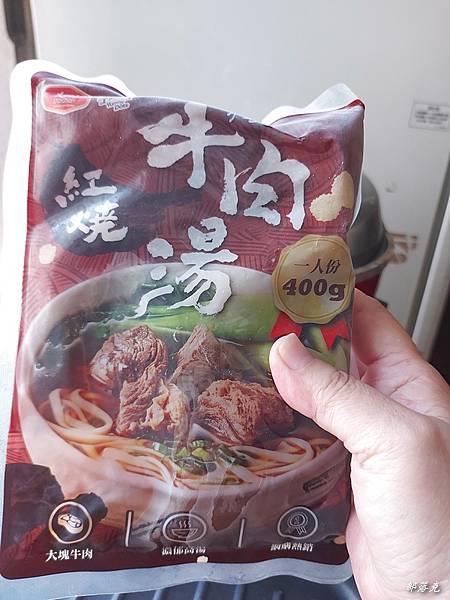 紅燒
牛肉湯
一人份
400g
大塊牛肉
濃郁高湯
網購熱銷